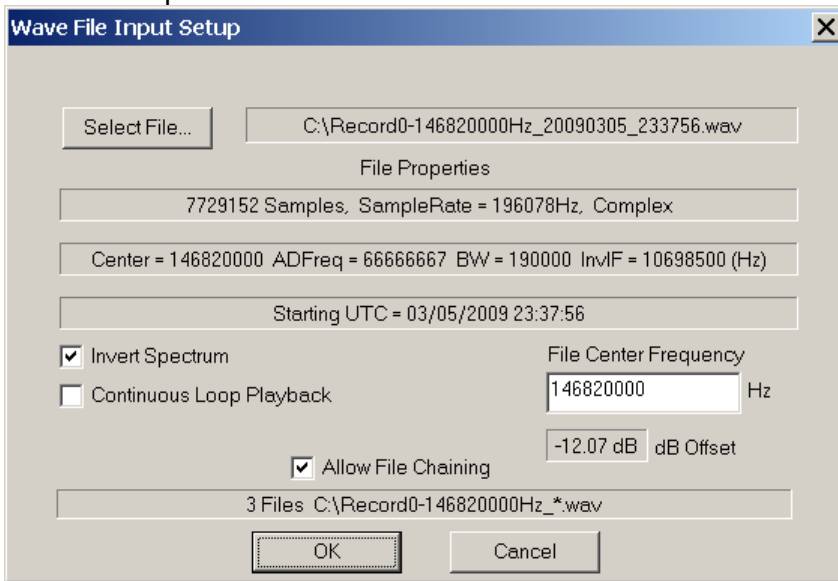 Wave File Input Setup
Select File...
C:\Record0-146820000Hz_20090305_233756.wav
File Properties
7729152 Samples, SampleRate = 196078Hz, Complex
Center = 146820000 ADFreq = 66666667 BW = 190000 InvIF = 10698500 (Hz)
Starting UTC = 03/05/2009 23:37:56
Invert Spectrum
File Center Frequency
Continuous Loop Playback
146820000 Hz
-12.07 dB dB Offset
Allow File Chaining
3 Files C:\Record0-146820000Hz_*.wav
OK
Cancel